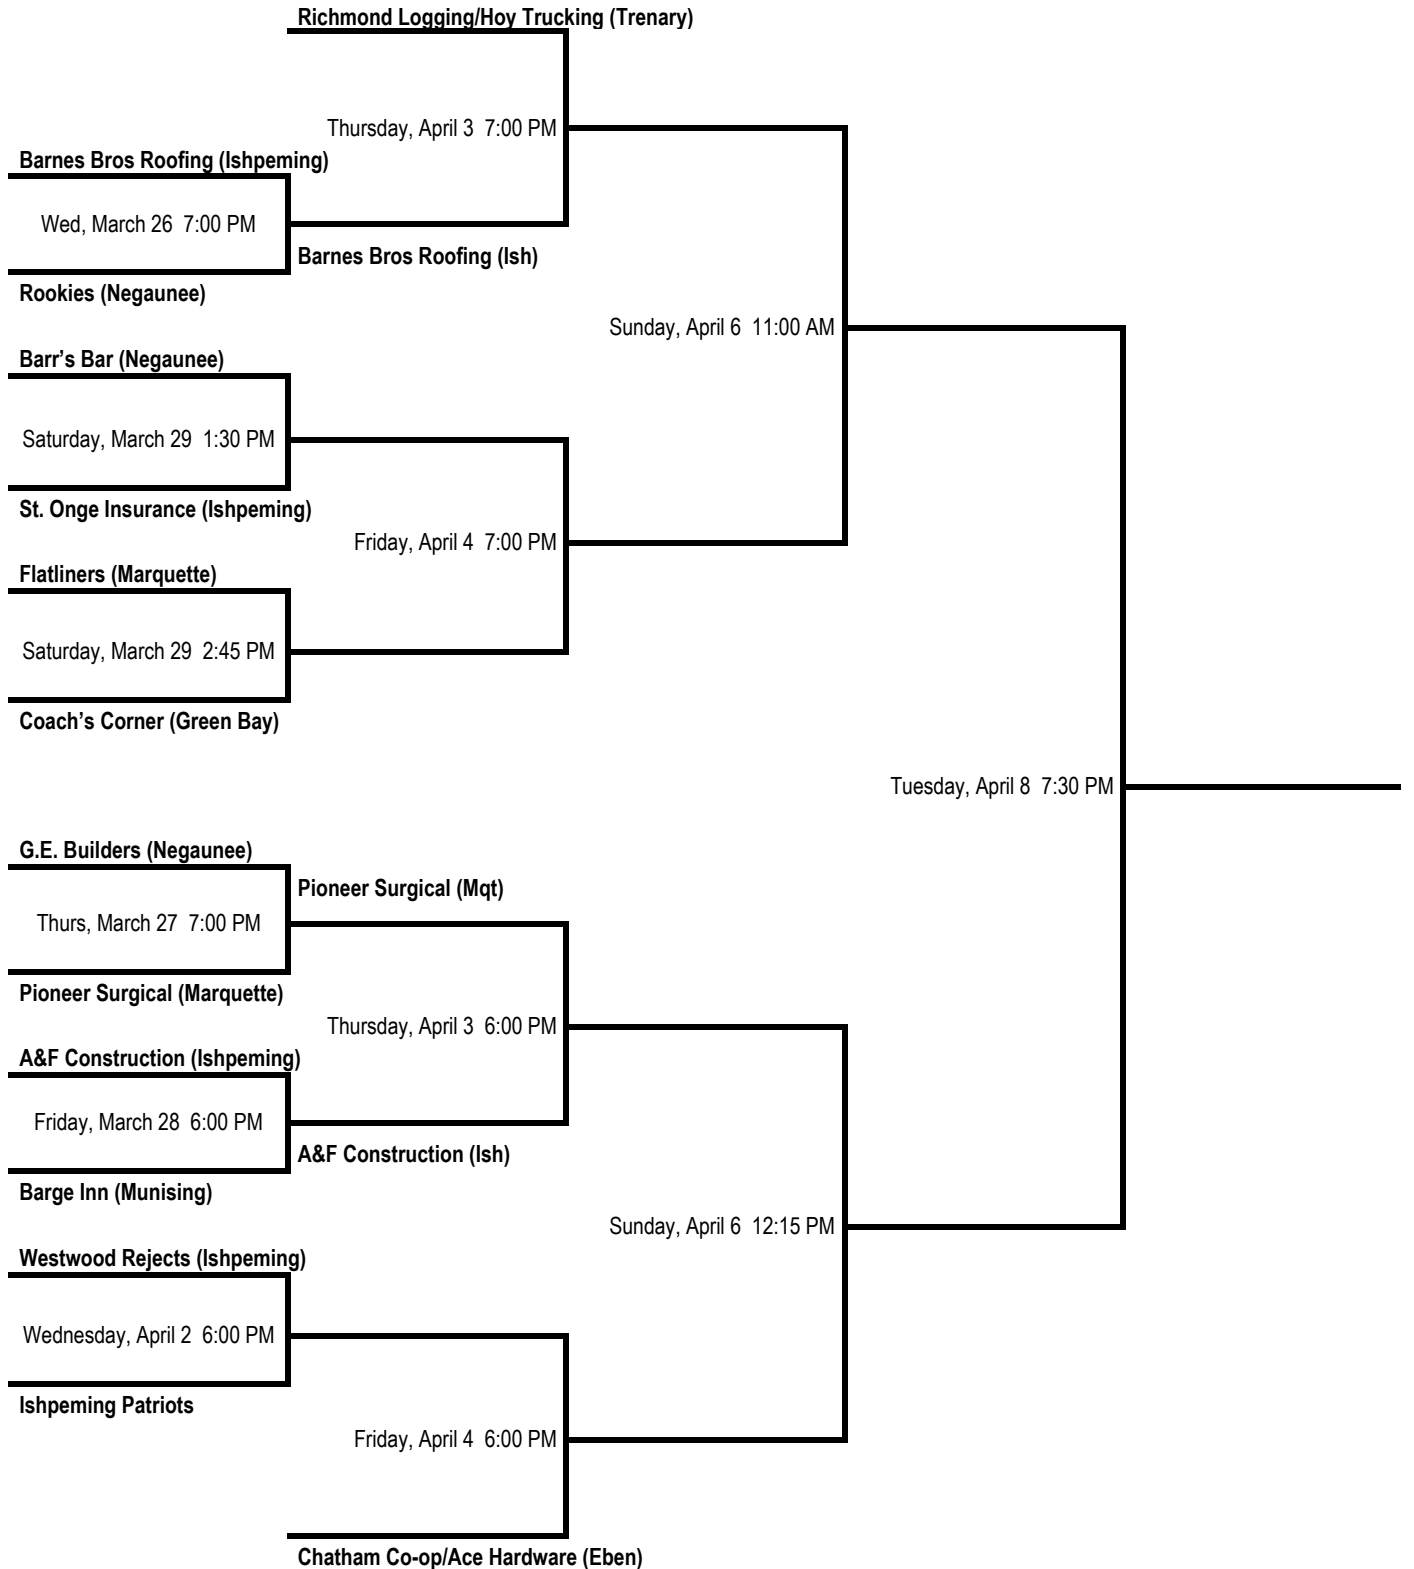 Richmond Logging/Hoy Trucking (Trenary)
Thursday, April 3 7:00 PM
Barnes Bros Roofing (Ishpeming)
Wed, March 26 7:00 PM
Barnes Bros Roofing (Ish)
Rookies (Negaunee)
Sunday, April 6 11:00 AM
Barr's Bar (Negaunee)
Saturday, March 29 1:30 PM
St. Onge Insurance (Ishpeming)
Friday, April 4 7:00 PM
Flatliners (Marquette)
Saturday, March 29 2:45 PM
Coach's Corner (Green Bay)
Tuesday, April 8 7:30 PM
G.E. Builders (Negaunee)
Pioneer Surgical (Mqt)
Thurs, March 27 7:00 PM
Pioneer Surgical (Marquette)
Thursday, April 3 6:00 PM
A&F Construction (Ishpeming)
Friday, March 28 6:00 PM
A&F Construction (Ish)
Barge Inn (Munising)
Sunday, April 6 12:15 PM
Westwood Rejects (Ishpeming)
Wednesday, April 2 6:00 PM
Ishpeming Patriots
Friday, April 4 6:00 PM
Chatham Co-op/Ace Hardware (Eben)